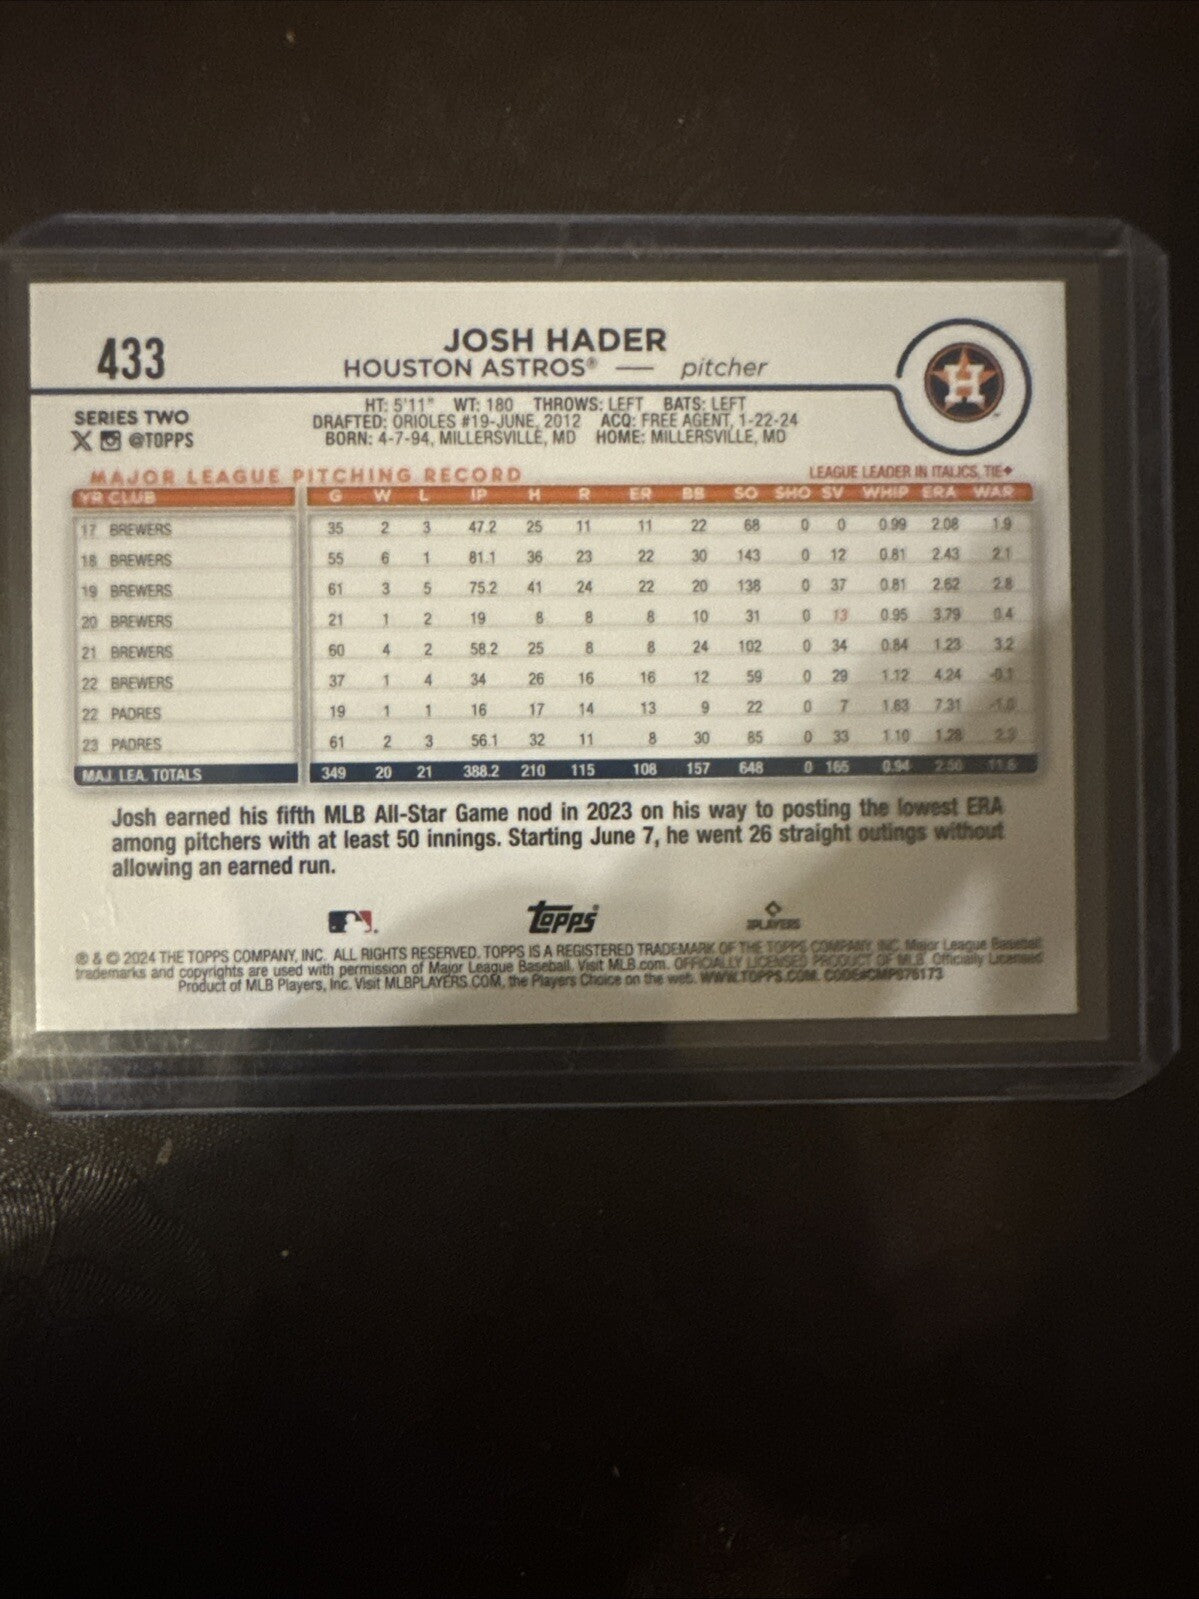 433
JOSH HADER
HOUSTON ASTROS® — pitcher
H
SERIES TWO
@TOPPS
HT: 5'11" WT: 180 THROWS: LEFT BATS: LEFT
DRAFTED: ORIOLES #19-JUNE, 2012 ACQ: FREE AGENT, 1-22-24
BORN: 4-7-94, MILLERSVILLE, MD HOME: MILLERSVILLE, MD
MAJOR LEAGUE PITCHING RECORD LEAGUE LEADER IN ITALICS, TIE♦
YR CLUB G W L IP H R ER BB SO SHO SV WHIP ERA WAR
17 BREWERS 35 2 3 47.2 25 11 11 22 68 0 0 0.99 2.08 1.9
18 BREWERS 55 6 1 81.1 36 23 22 30 143 0 12 0.81 2.43 2.1
19 BREWERS 61 3 5 75.2 41 24 22 20 138 0 37 0.81 2.62 2.8
20 BREWERS 21 1 2 19 8 8 8 10 31 0 13 0.95 3.79 0.4
21 BREWERS 60 4 2 58.2 25 8 8 24 102 0 34 0.84 1.23 3.2
22 BREWERS 37 1 4 34 26 16 16 12 59 0 29 1.12 4.24 -0.1
22 PADRES 19 1 1 16 17 14 13 9 22 0 7 1.63 7.31 -1.0
23 PADRES 61 2 3 56.1 32 11 8 30 85 0 33 1.10 1.28
MAJ. LEA. TOTALS 349 20 21 388.2 210 115 108 157 648 0 165 0.94 2.50
Josh earned his fifth MLB All-Star Game nod in 2023 on his way to posting the lowest ERA
among pitchers with at least 50 innings. Starting June 7, he went 26 straight outings without
allowing an earned run.
Topps® PLAYERS
® & © 2024 THE TOPPS COMPANY, INC. ALL RIGHTS RESERVED. TOPPS IS A REGISTERED TRADEMARK OF THE TOPPS COMPANY, INC. Major League Baseball
trademarks and copyrights are used with permission of Major League Baseball. Visit MLB.com. OFFICIALLY LICENSED PRODUCT OF MLB Officially Licensed
Product of MLB Players, Inc. Visit MLBPLAYERS.COM, the Players Choice on the web. WWW.TOPPS.COM. CODE#CMPS76173